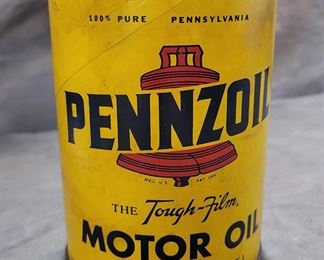 100% PURE PENNSYLVANIA
PENNZOIL
REG. U.S. PAT. OFF.
THE Tough-Film
MOTOR OIL